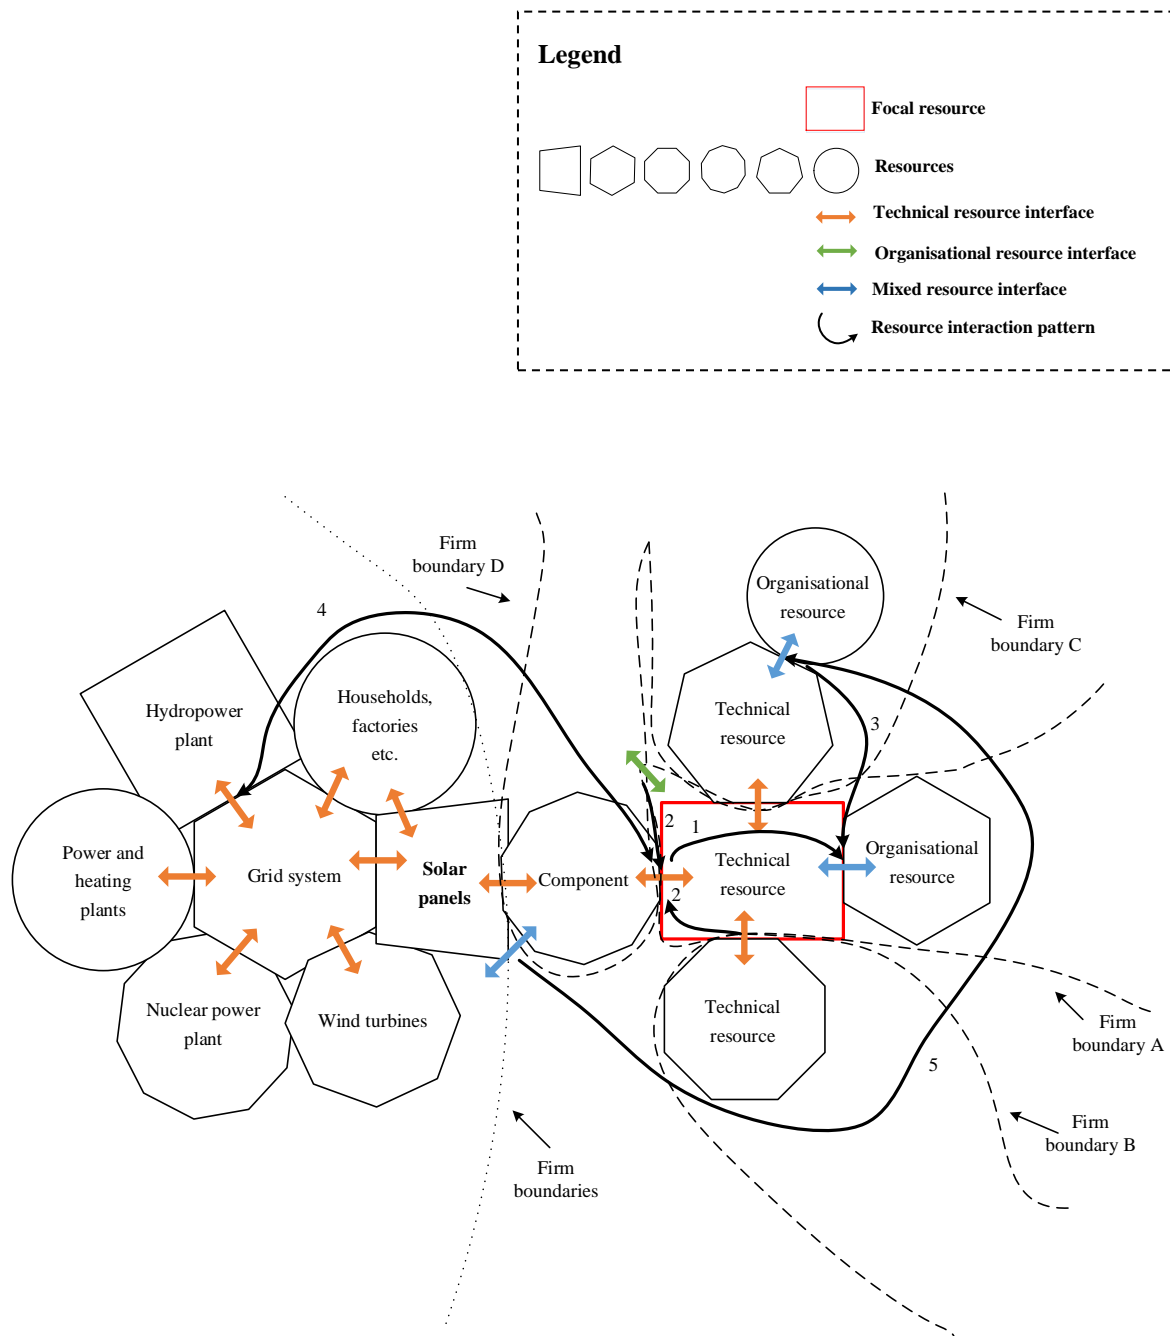 Legend
Focal resource
Resources
Technical resource interface
Organisational resource interface
Mixed resource interface
Resource interaction pattern
Firm
boundary D
Organisational
resource
Firm
boundary C
4
Hydropower
plant
Households,
factories
etc.
Technical
resource
3
2
1
Power and
heating
plants
Grid system
Solar
panels
Component
Technical
resource
Organisational
resource
2
Nuclear power
plant
Wind turbines
Technical
resource
Firm
boundary A
5
Firm
boundary B
Firm
boundaries